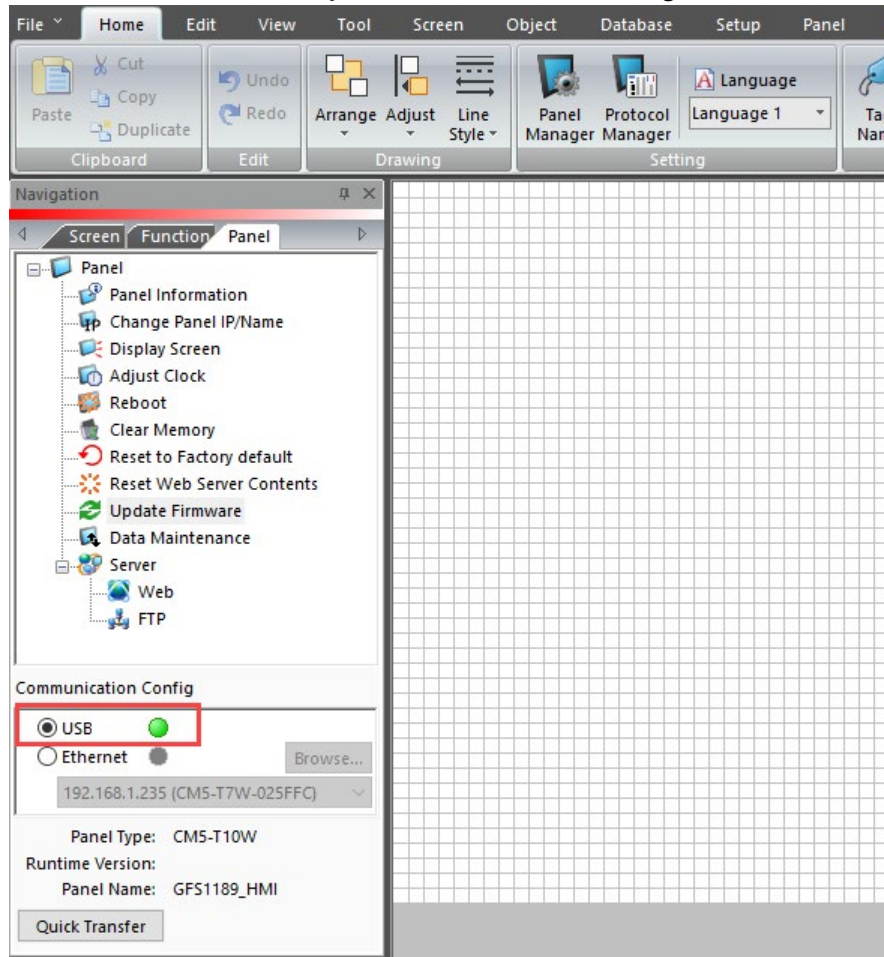 File Home Edit View Tool Screen Object Database Setup Panel
Cut
Copy
Paste
Duplicate
Clipboard
Undo
Redo
Edit
Arrange Adjust Line Style
Drawing
Panel Manager Protocol Manager
Language
Language 1
Setting
Navigation
Screen Function Panel
Panel
Panel Information
Change Panel IP/Name
Display Screen
Adjust Clock
Reboot
Clear Memory
Reset to Factory default
Reset Web Server Contents
Update Firmware
Data Maintenance
Server
Web
FTP
Communication Config
USB
Ethernet Browse...
192.168.1.235 (CM5-T7W-025FFC)
Panel Type: CM5-T10W
Runtime Version:
Panel Name: GFS1189_HMI
Quick Transfer